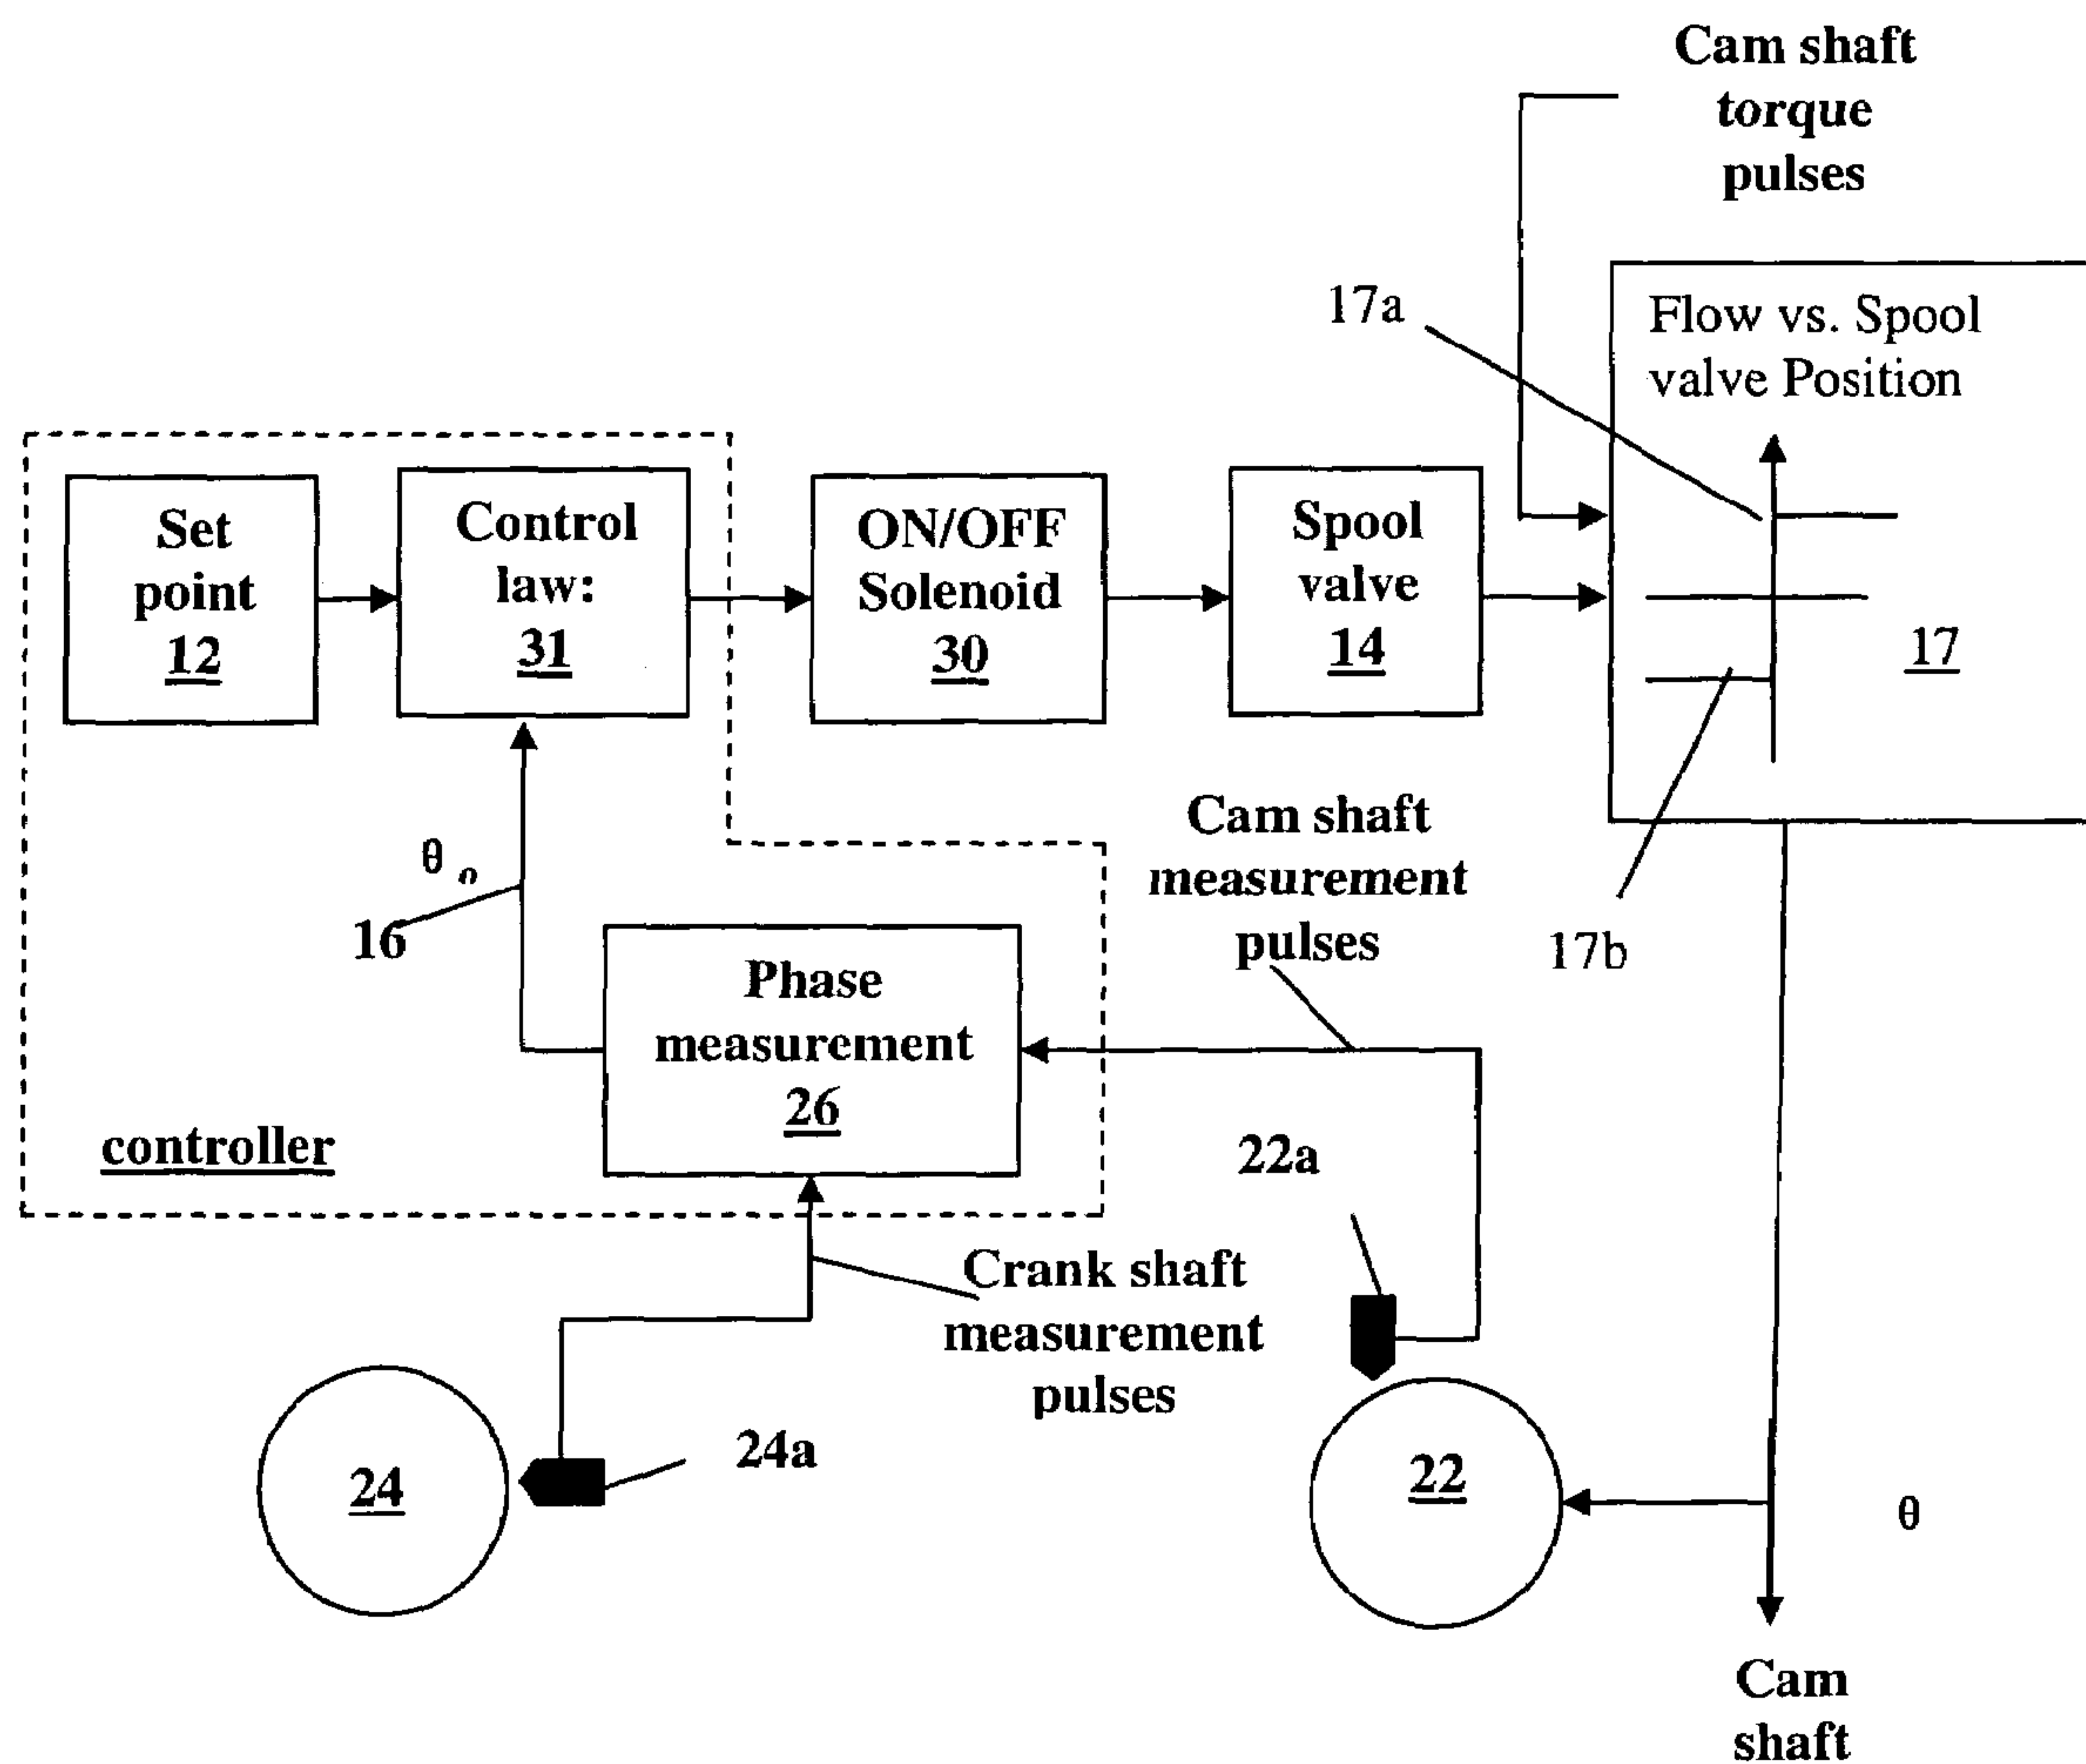 Cam shaft
torque
pulses
17a
Flow vs. Spool
valve Position
17
Set
point
12
Control
law:
31
ON/OFF
Solenoid
30
Spool
valve
14
θ o
16
Cam shaft
measurement
pulses
17b
Phase
measurement
26
controller
22a
Crank shaft
measurement
pulses
24
24a
22
θ
Cam
shaft